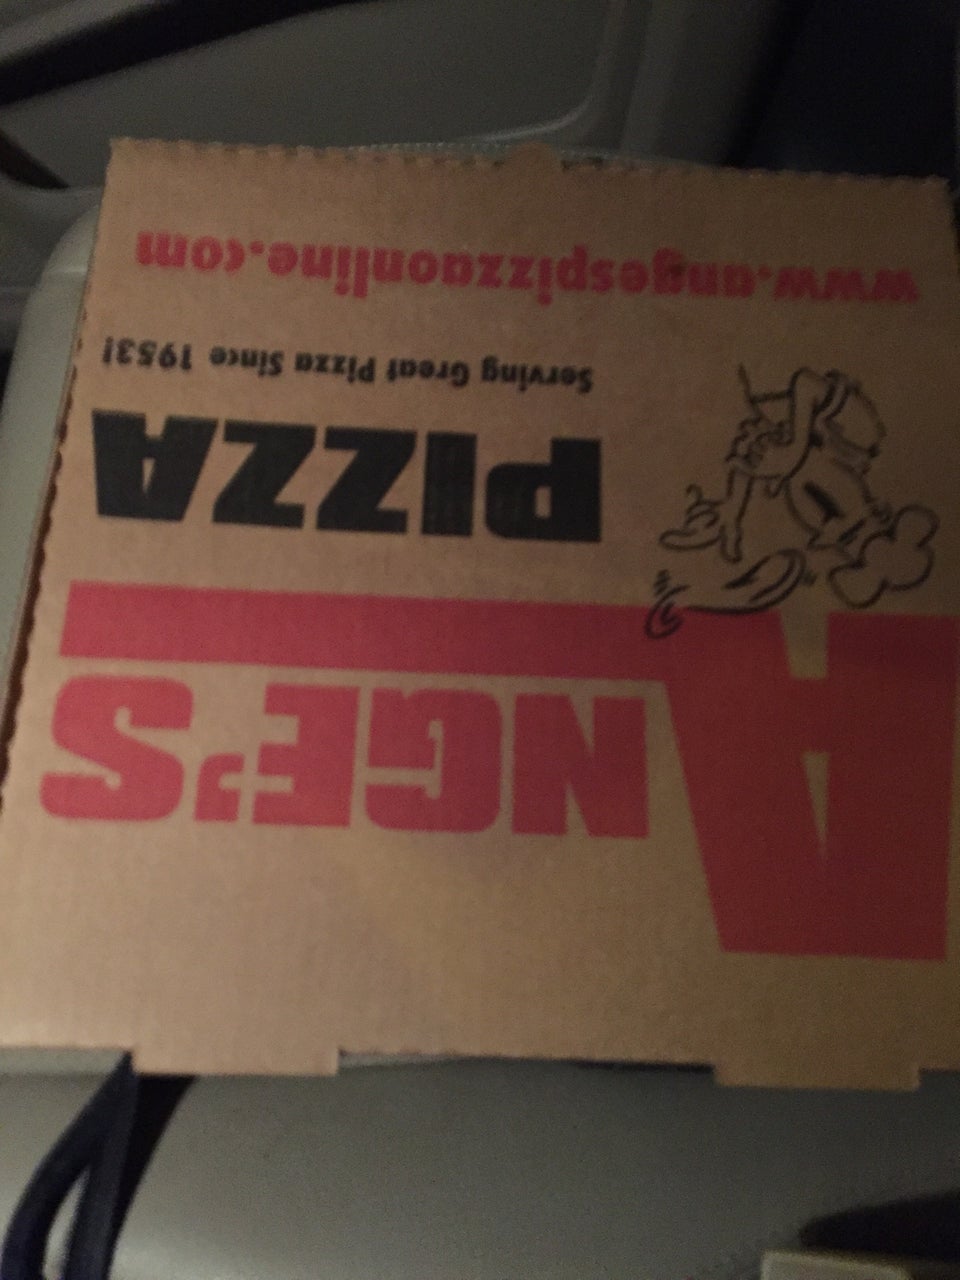 ANGE'S
PIZZA
Serving Great Pizza Since 1953!
www.angespizzaonline.com